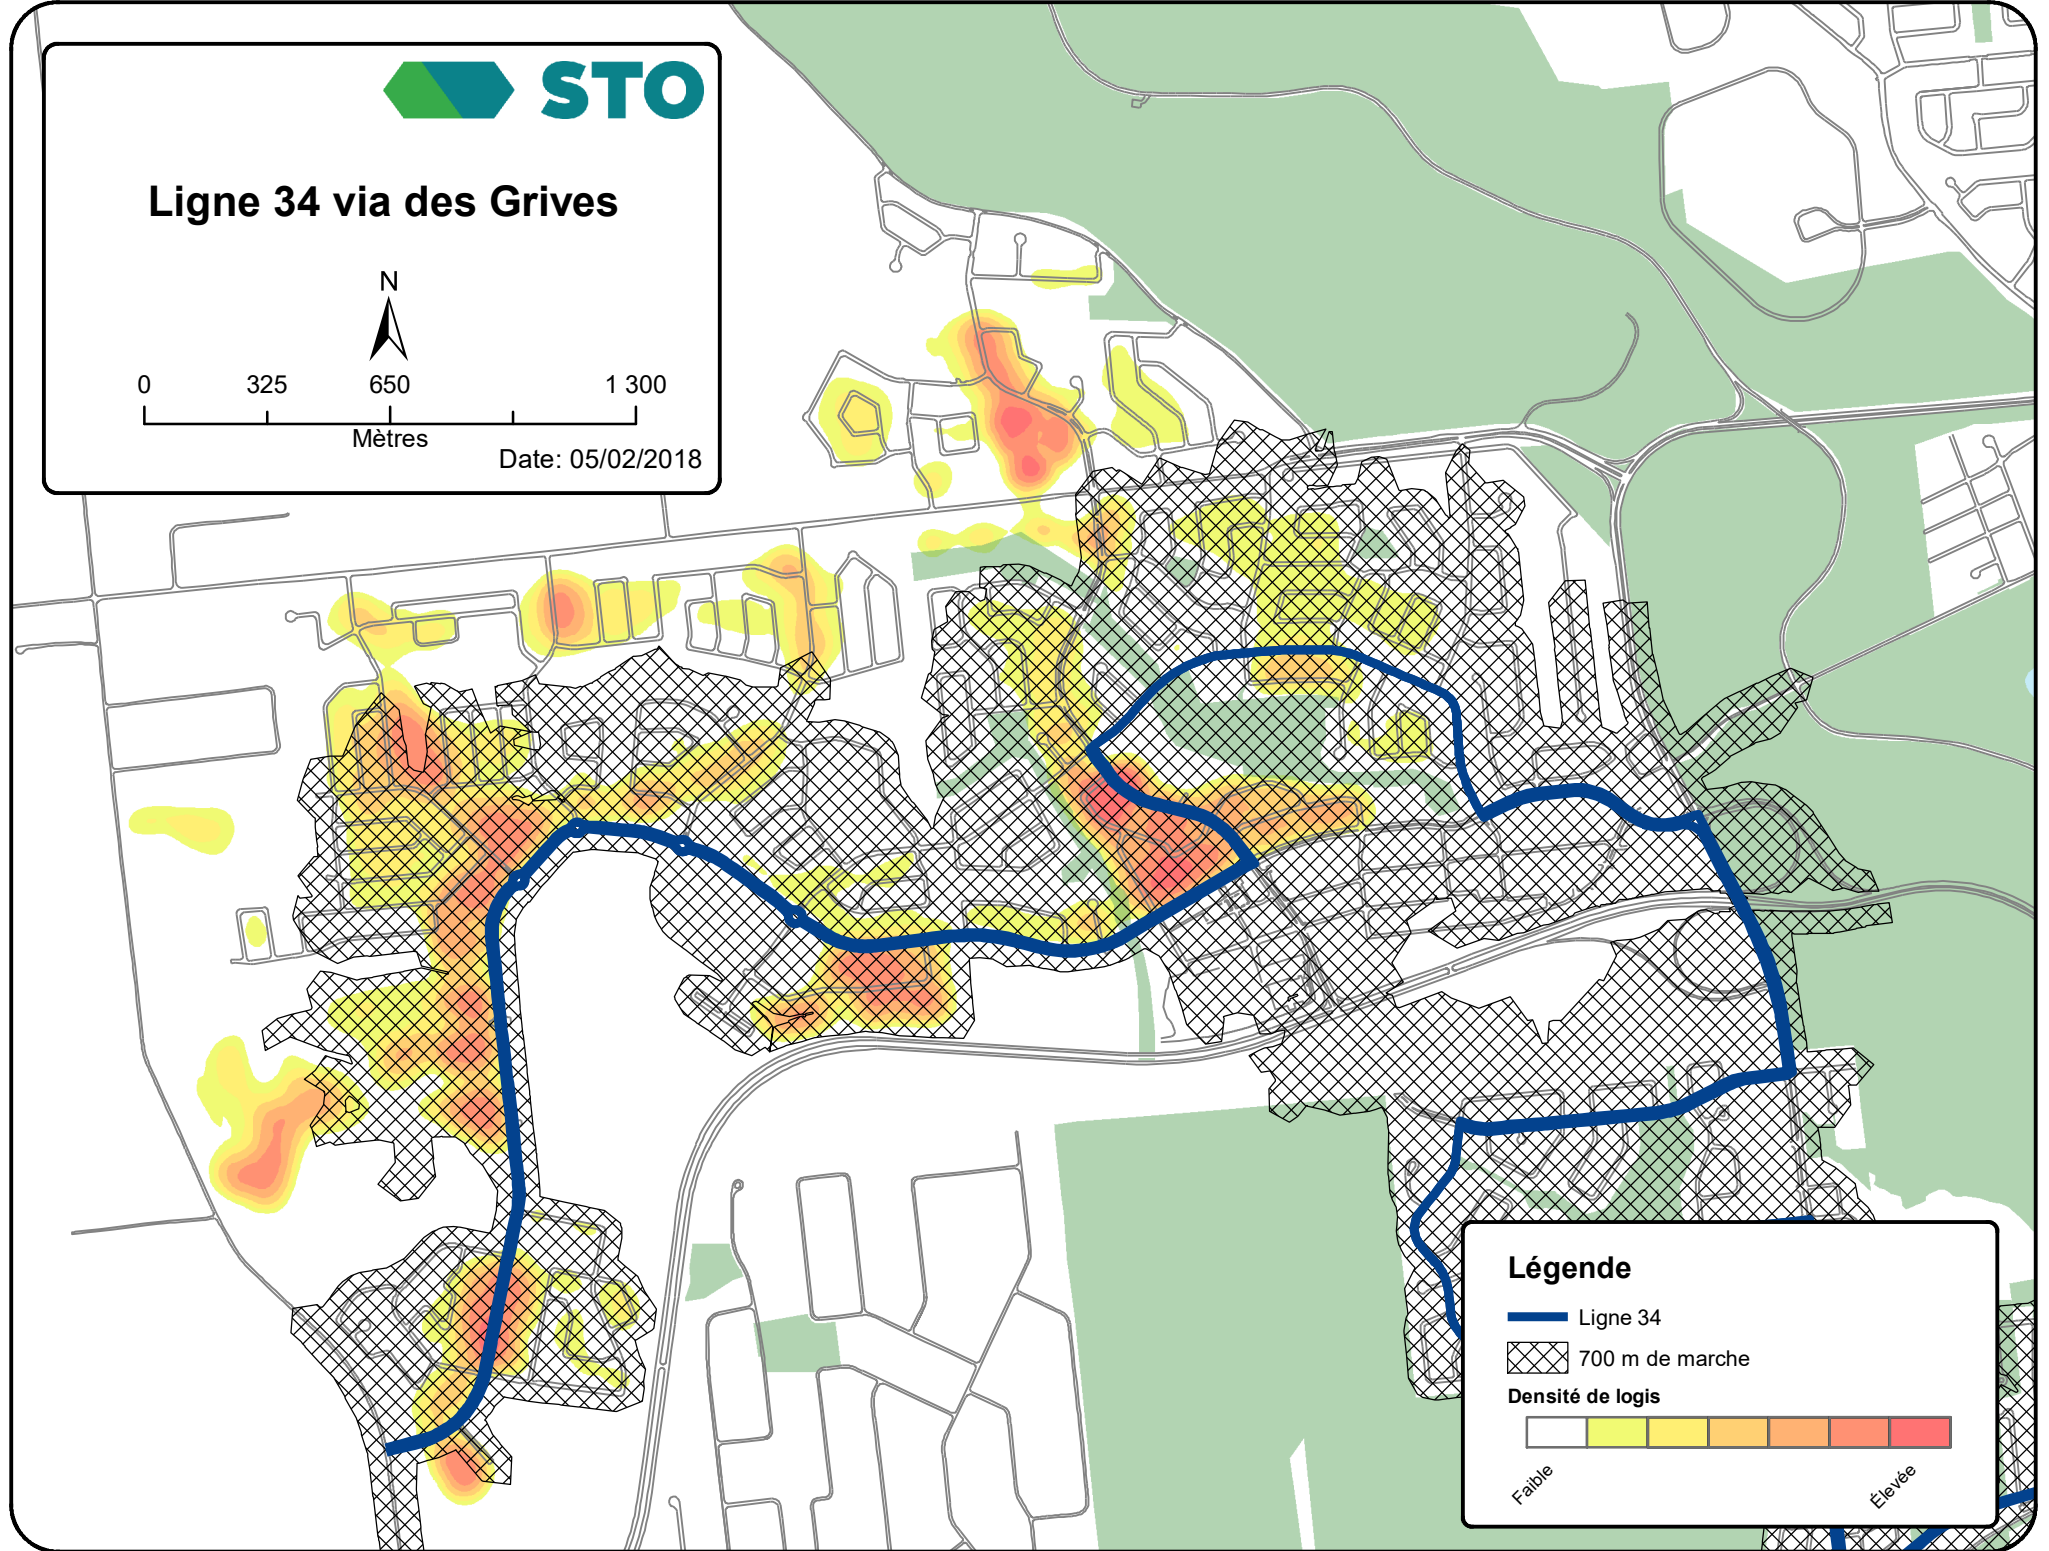 STO
Ligne 34 via des Grives
N
0 325 650 1 300
Mètres
Date: 05/02/2018
Légende
Ligne 34
700 m de marche
Densité de logis
Faible Élevée